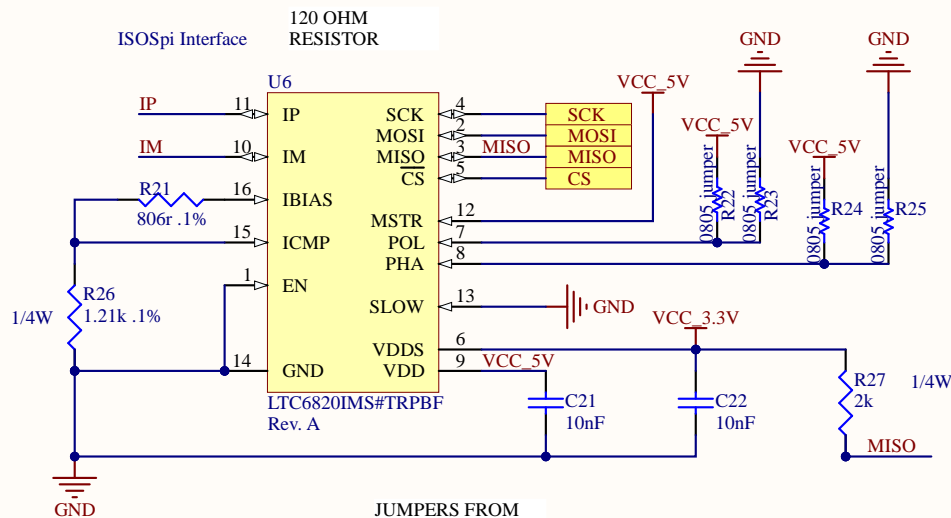 120 OHM
RESISTOR
ISOSpi Interface
U6
GND
GND
VCC_5V
VCC_5V
VCC_5V
IP
11
IP
SCK
4
SCK
MOSI
2
MOSI
IM
10
IM
MISO
3
MISO
MISO
CS
5
CS
R21
806r .1%
16
IBIAS
MSTR
12
15
ICMP
POL
7
PHA
8
0805 jumper
R22
0805 jumper
R23
0805 jumper
R24
0805 jumper
R25
1
EN
R26
1.21k .1%
1/4W
SLOW
13
GND
VCC_3.3V
VDDS
6
14
GND
VDD
9
VCC_5V
LTC6820IMS#TRPBF
Rev. A
C21
10nF
C22
10nF
R27
2k
1/4W
MISO
GND
JUMPERS FROM